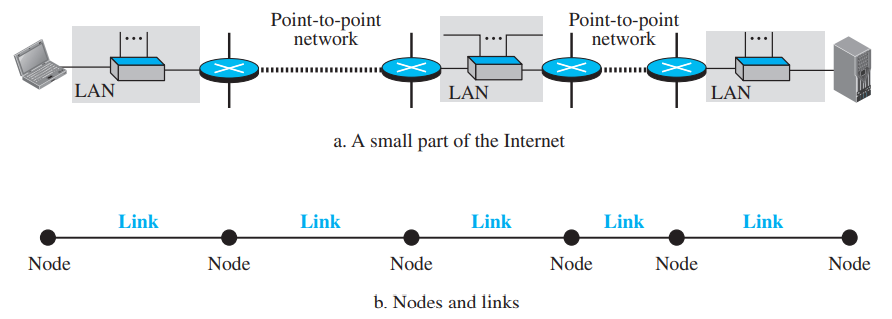 Point-to-point
network
Point-to-point
network
LAN
LAN
LAN
a. A small part of the Internet
Link
Link
Link
Link
Link
Node
Node
Node
Node
Node
Node
b. Nodes and links